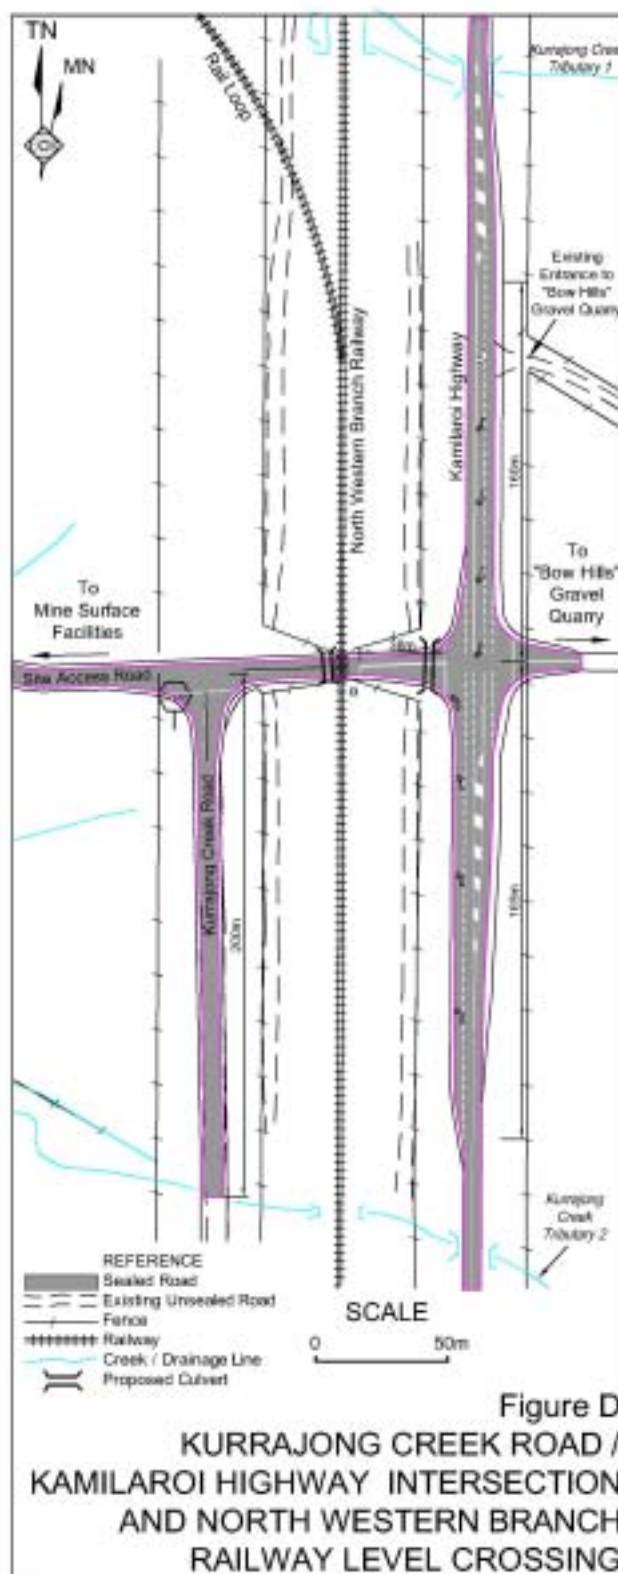 TN
MN
Rail Loop
Kurrajong Creek
Tributary 1
Existing
Entrance to
"Bow Hills"
Gravel Quarry
North Western Branch Railway
Kamilaroi Highway
To
Mine Surface
Facilities
To
"Bow Hills"
Gravel
Quarry
Site Access Road
Kurrajong Creek Road
200m
Kurrajong
Creek
Tributary 2
REFERENCE
Sealed Road
Existing Unsealed Road
Fence
Railway
Creek / Drainage Line
Proposed Culvert
SCALE
0 50m
Figure D
KURRAJONG CREEK ROAD /
KAMILAROI HIGHWAY INTERSECTION
AND NORTH WESTERN BRANCH
RAILWAY LEVEL CROSSING